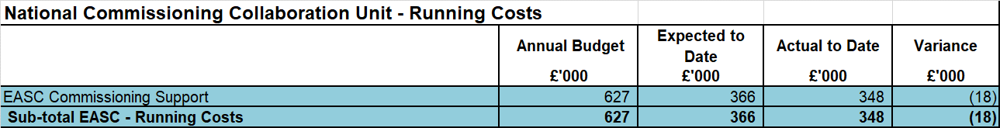 National Commissioning Collaboration Unit - Running Costs
Annual Budget Expected to Date Actual to Date Variance
£'000 £'000 £'000 £'000
EASC Commissioning Support 627 366 348 (18)
Sub-total EASC - Running Costs 627 366 348 (18)